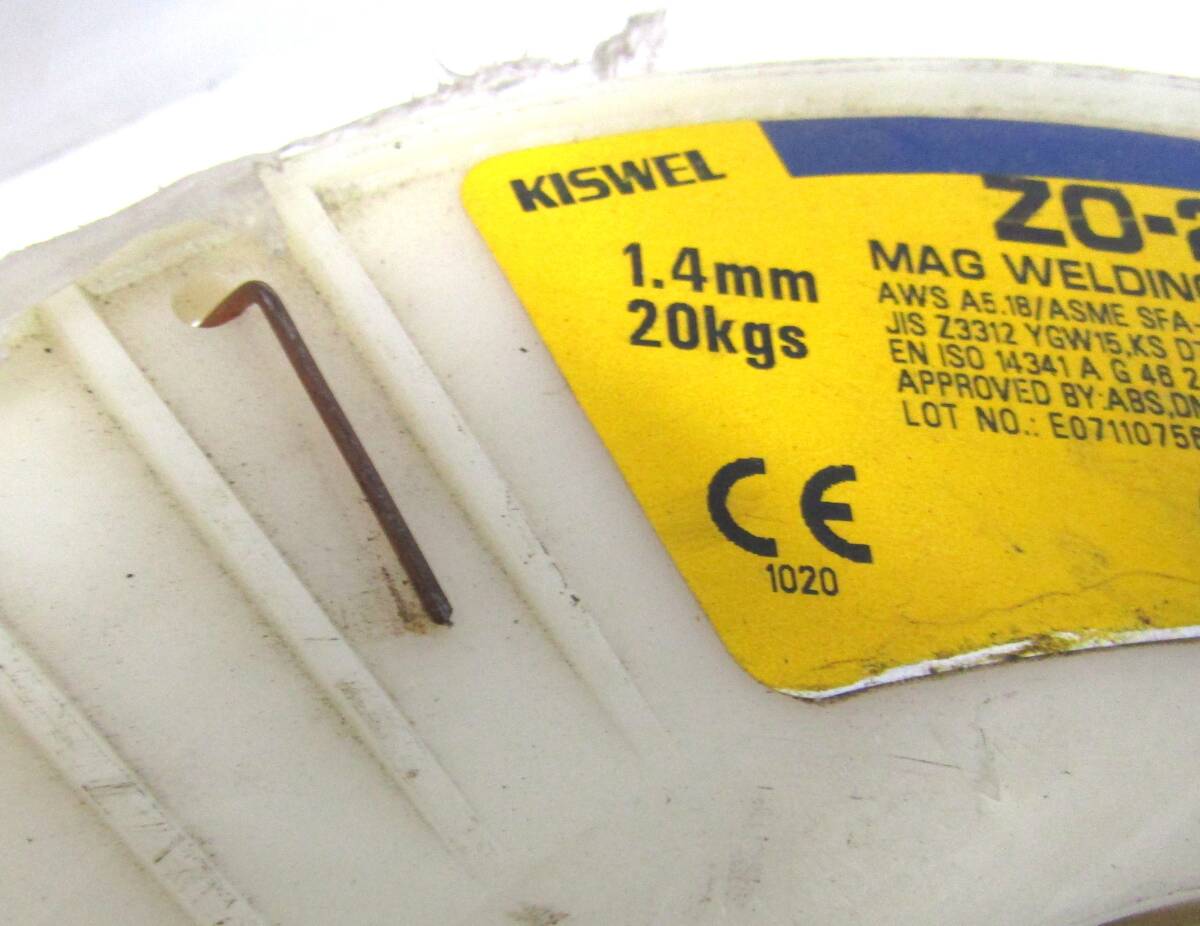 KISWEL
1.4mm
20kgs
ZO-2
MAG WELDING
AWS A5.18/ASME SFA
JIS Z3312 YGW15,KS D7
EN ISO 14341 A G 46 2
APPROVED BY:ABS,DN
LOT NO.: E07110756
CE
1020